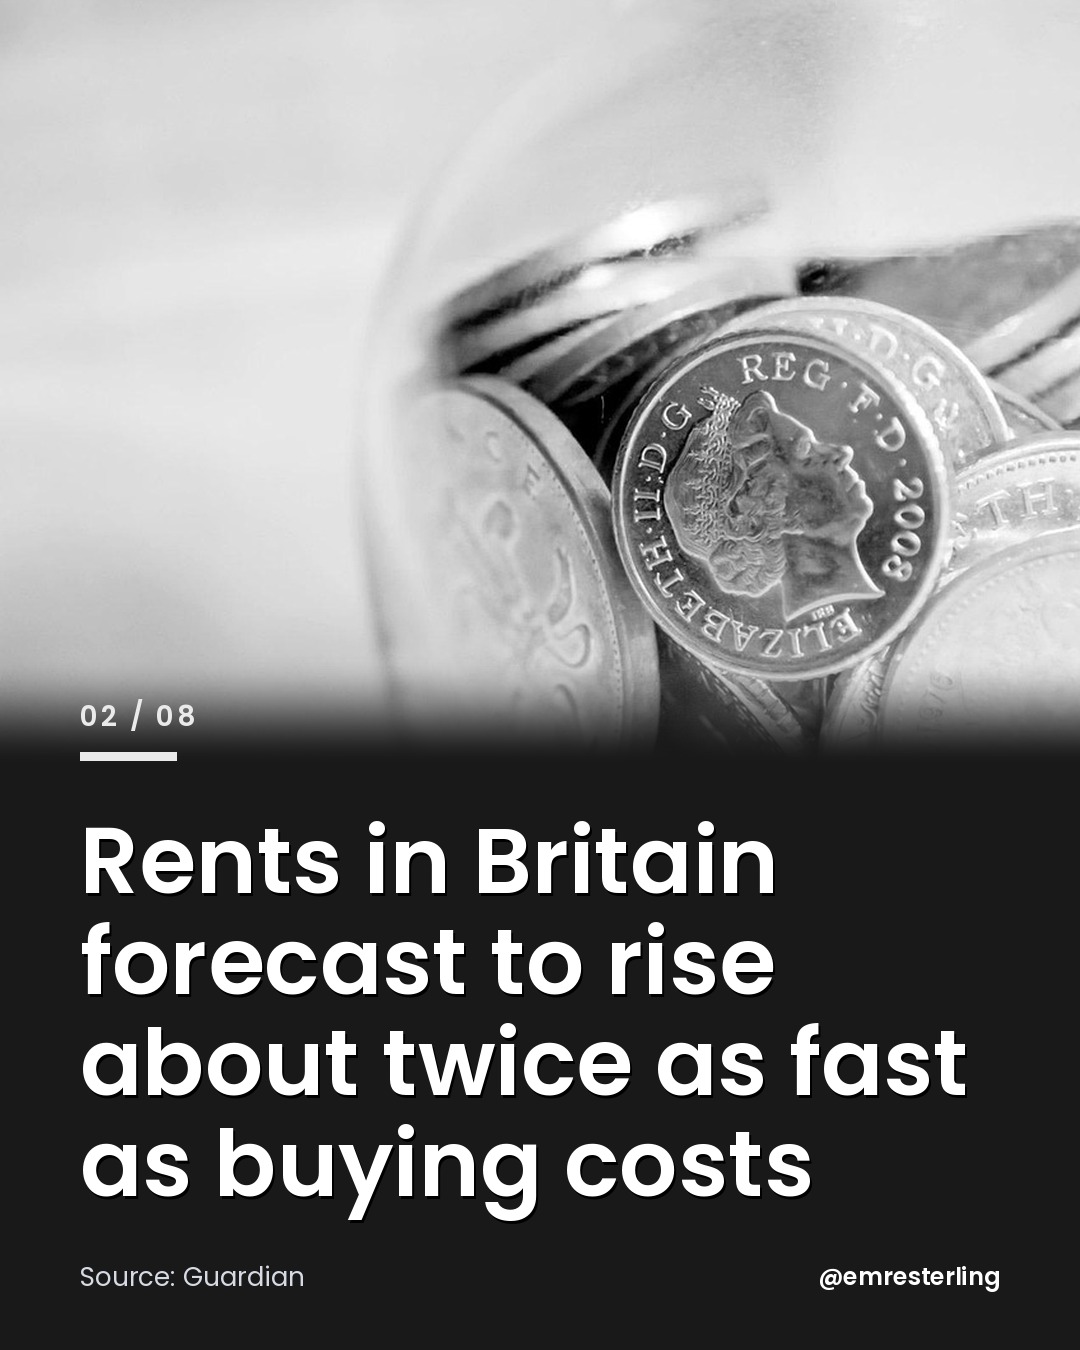 ELIZABETH·II·D·G REG·F·D·2008
D·G
TH
02 / 08
Rents in Britain
forecast to rise
about twice as fast
as buying costs
Source: Guardian
@emresterling